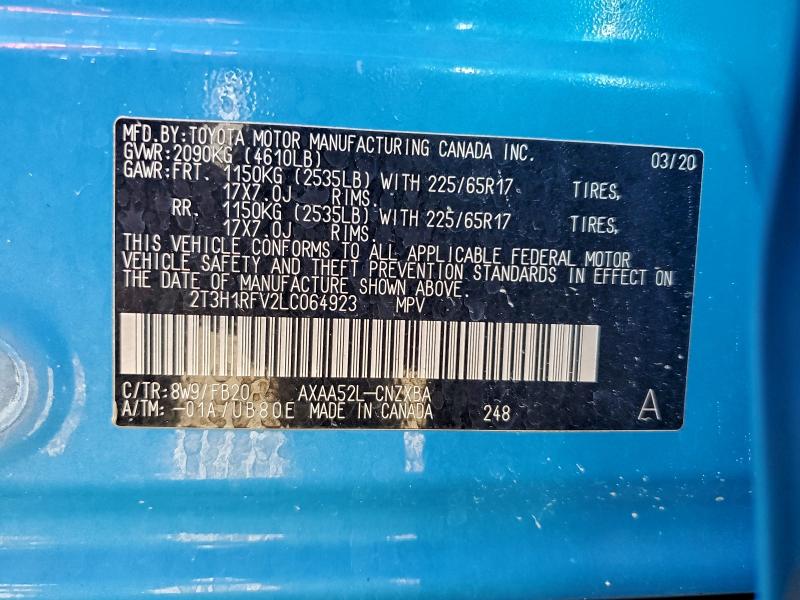 MFD.BY:TOYOTA MOTOR MANUFACTURING CANADA INC. 03/20
GVWR:2090KG (4610LB)
GAWR:FRT. 1150KG (2535LB) WITH 225/65R17 TIRES,
17X7.0J RIMS.
RR. 1150KG (2535LB) WITH 225/65R17 TIRES,
17X7.0J RIMS.
THIS VEHICLE CONFORMS TO ALL APPLICABLE FEDERAL MOTOR
VEHICLE SAFETY AND THEFT PREVENTION STANDARDS IN EFFECT ON
THE DATE OF MANUFACTURE SHOWN ABOVE.
2T3H1RFV2LC064923 MPV
C/TR:8W9/FB20 AXAA52L-CNZXBA
A/TM:-01A/UB80E MADE IN CANADA 248 A